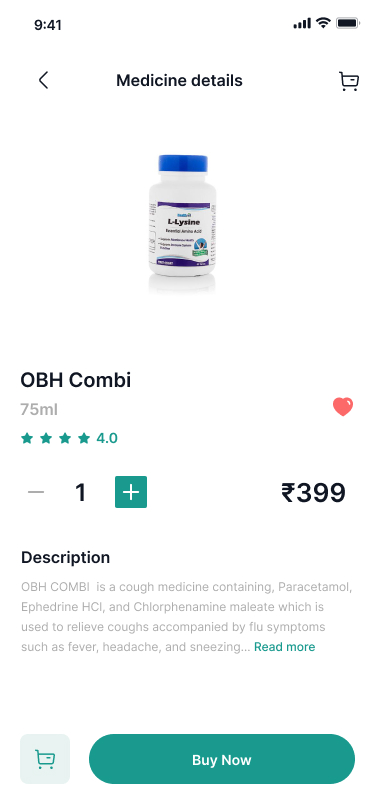 9:41
Medicine details
L-Lysine
Essential Amino Acid
OBH Combi
75ml
4.0
1
₹399
Description
OBH COMBI is a cough medicine containing, Paracetamol,
Ephedrine HCl, and Chlorphenamine maleate which is
used to relieve coughs accompanied by flu symptoms
such as fever, headache, and sneezing... Read more
Buy Now